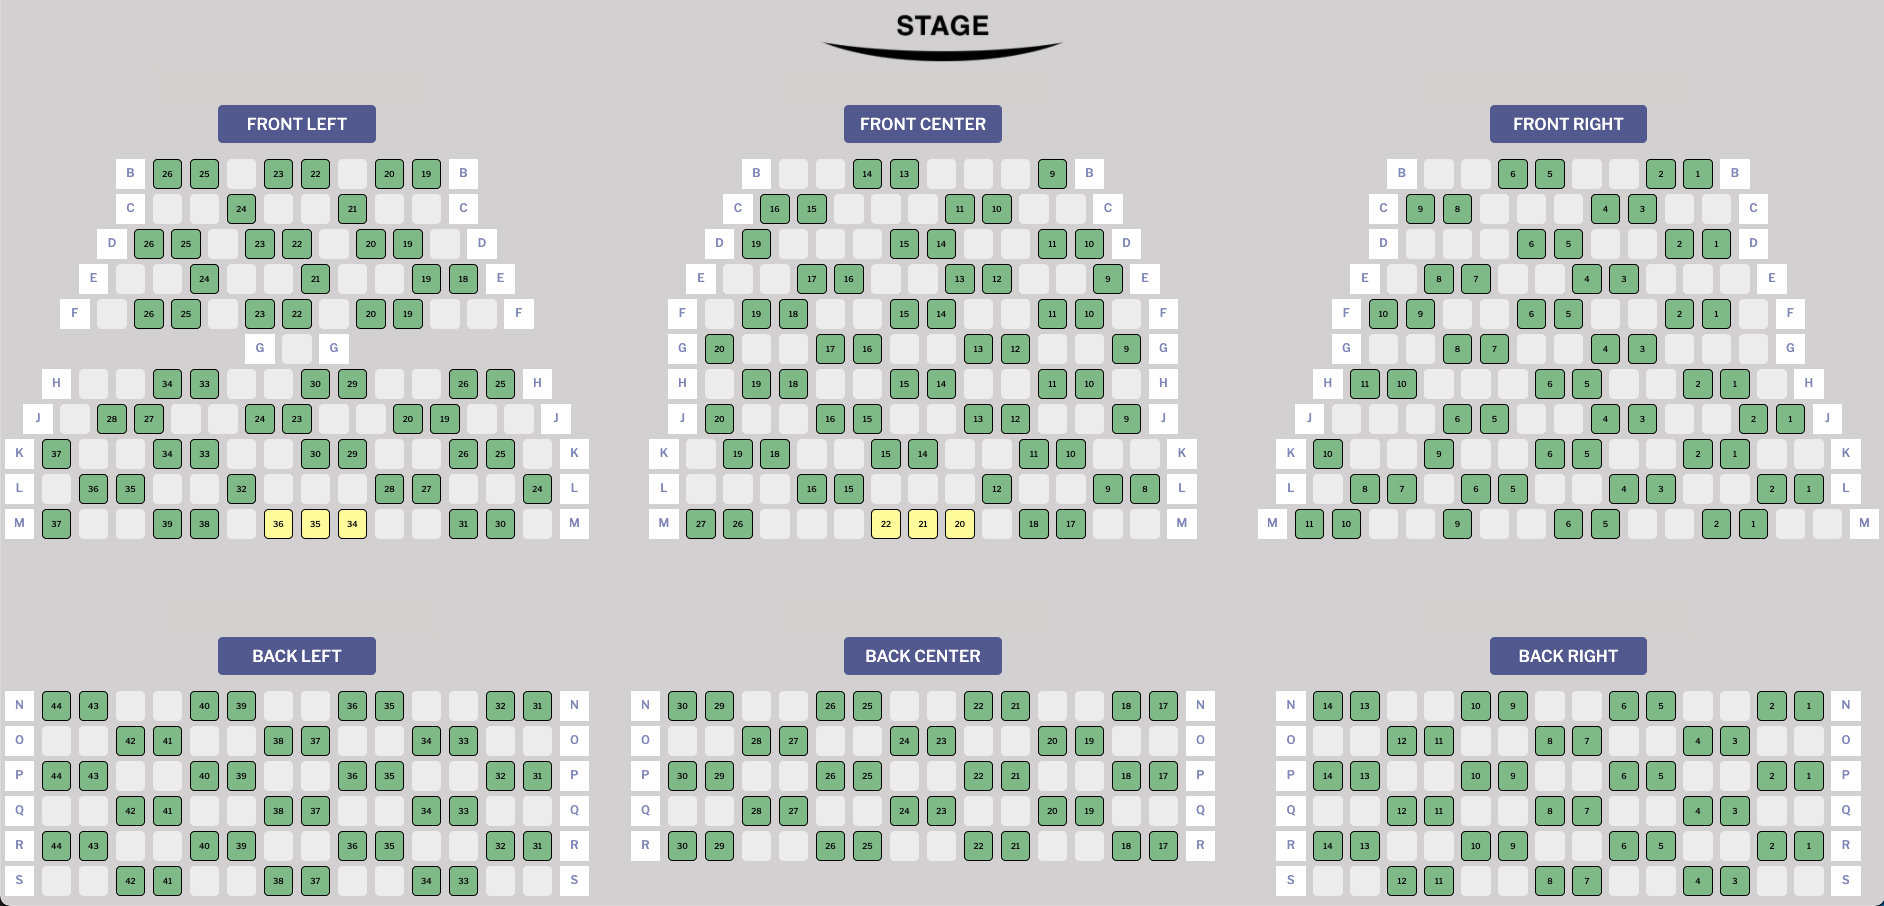 STAGE
FRONT LEFT
B 26 25 23 22 20 19 B
C 24 21 C
D 26 25 23 22 20 19 D
E 24 21 19 18 E
F 26 25 23 22 20 19 F
G G
H 34 33 30 29 26 25 H
J 28 27 24 23 20 19 J
K 37 34 33 30 29 26 25 K
L 36 35 32 28 27 24 L
M 37 39 38 36 35 34 31 30 M
FRONT CENTER
B 14 13 9 B
C 16 15 11 10 C
D 19 15 14 11 10 D
E 17 16 13 12 9 E
F 19 18 15 14 11 10 F
G 20 17 16 13 12 9 G
H 19 18 15 14 11 10 H
J 20 16 15 13 12 9 J
K 19 18 15 14 11 10 K
L 16 15 12 9 8 L
M 27 26 22 21 20 18 17 M
FRONT RIGHT
B 6 5 2 1 B
C 9 8 4 3 C
D 6 5 2 1 D
E 8 7 4 3 E
F 10 9 6 5 2 1 F
G 8 7 4 3 G
H 11 10 6 5 2 1 H
J 6 5 4 3 2 1 J
K 10 9 6 5 2 1 K
L 8 7 6 5 4 3 2 1 L
M 11 10 9 6 5 2 1 M
BACK LEFT
N 44 43 40 39 36 35 32 31 N
O 42 41 38 37 34 33 O
P 44 43 40 39 36 35 32 31 P
Q 42 41 38 37 34 33 Q
R 44 43 40 39 36 35 32 31 R
S 42 41 38 37 34 33 S
BACK CENTER
N 30 29 26 25 22 21 18 17 N
O 28 27 24 23 20 19 O
P 30 29 26 25 22 21 18 17 P
Q 28 27 24 23 20 19 Q
R 30 29 26 25 22 21 18 17 R
BACK RIGHT
N 14 13 10 9 6 5 2 1 N
O 12 11 8 7 4 3 O
P 14 13 10 9 6 5 2 1 P
Q 12 11 8 7 4 3 Q
R 14 13 10 9 6 5 2 1 R
S 12 11 8 7 4 3 S